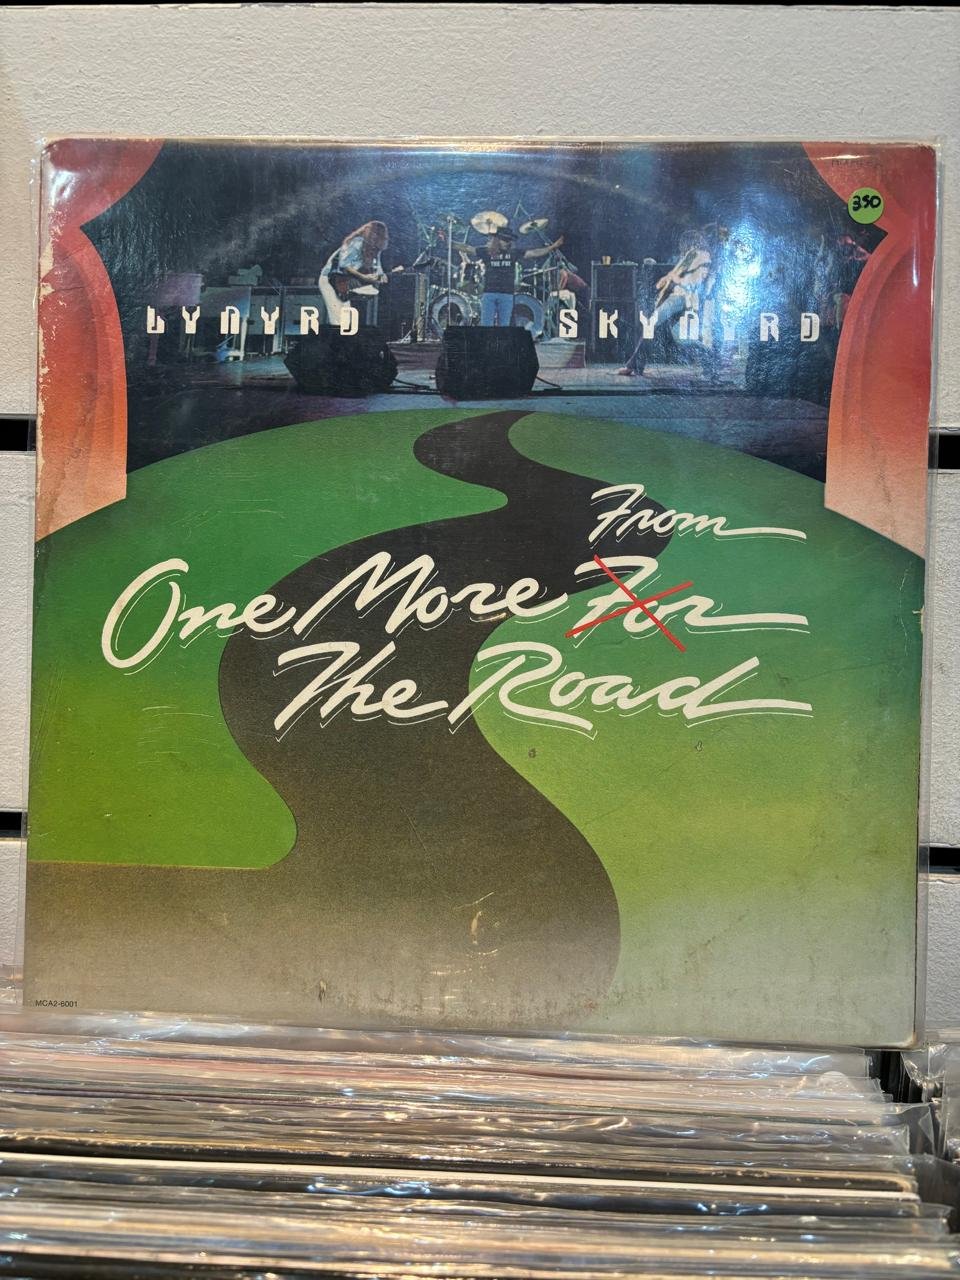 350
LYNYRD SKYNYRD
From
One More For
The Road
MCA2-6001